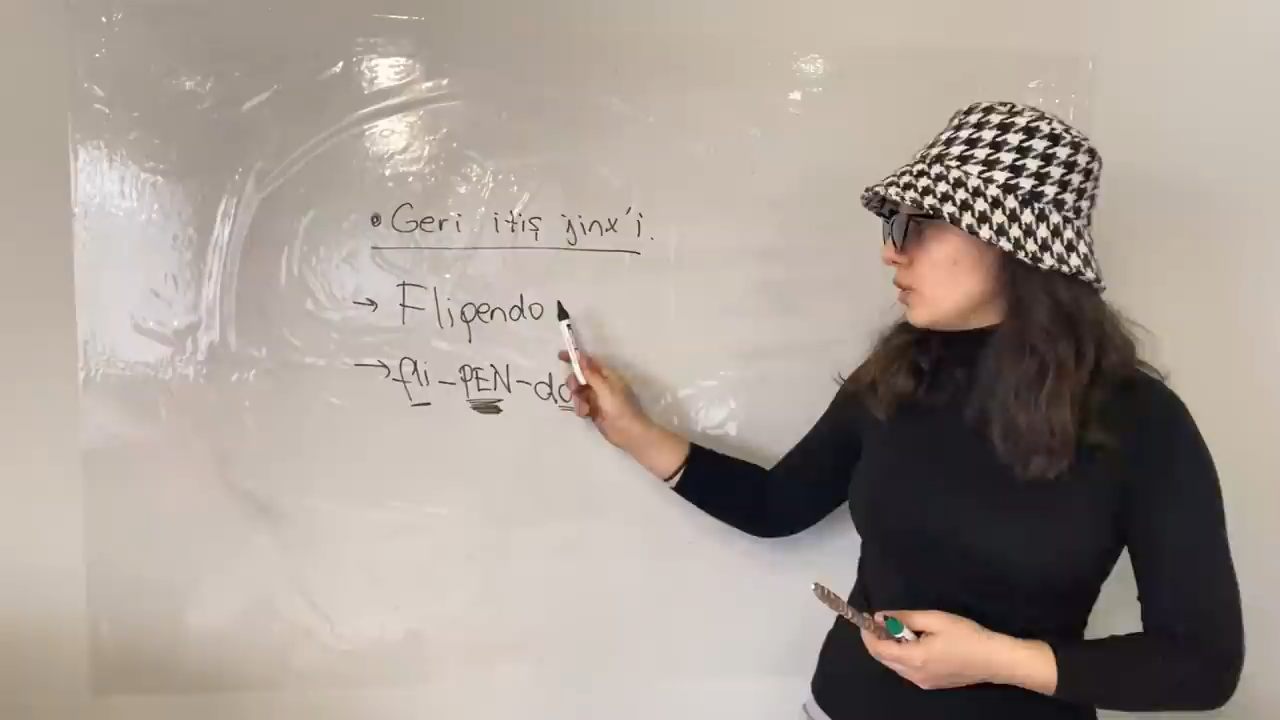 • Geri itiş jinx'i.
→ Flipendo
→ fli-PEN-do